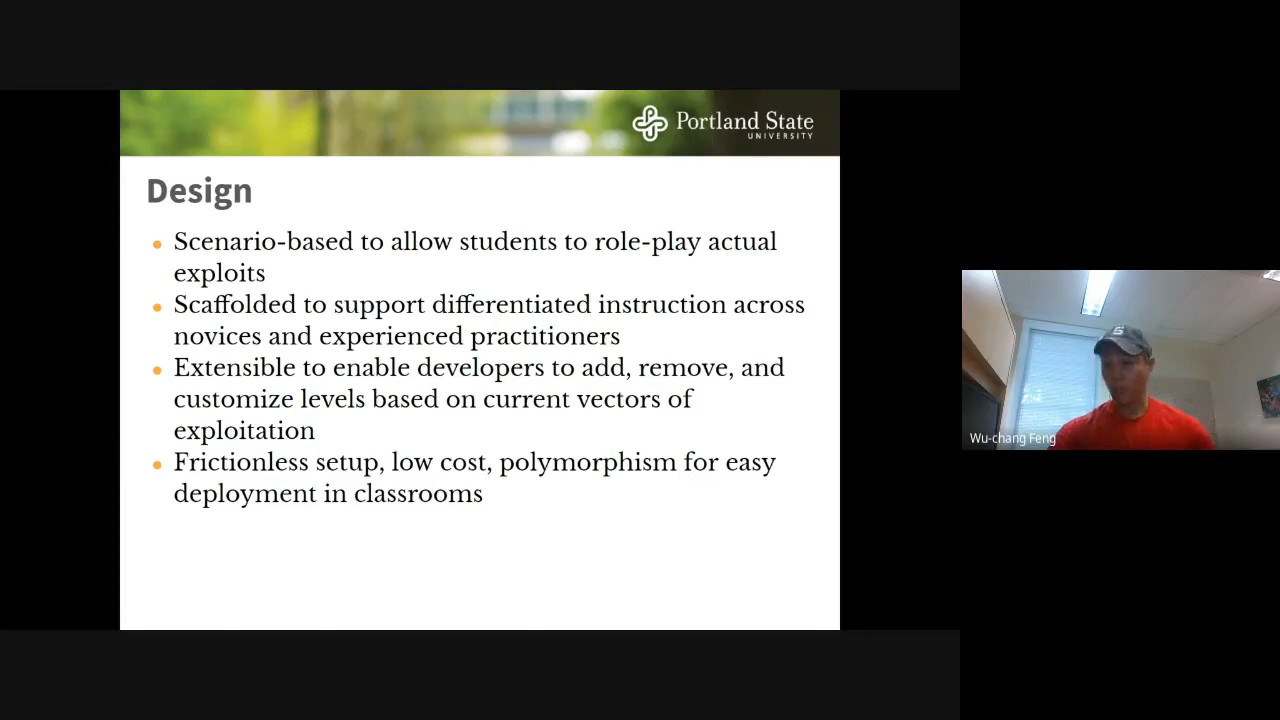 Portland State
UNIVERSITY
Design
Scenario-based to allow students to role-play actual
exploits
Scaffolded to support differentiated instruction across
novices and experienced practitioners
Extensible to enable developers to add, remove, and
customize levels based on current vectors of
exploitation
Frictionless setup, low cost, polymorphism for easy
deployment in classrooms
S
Wu-chang Feng